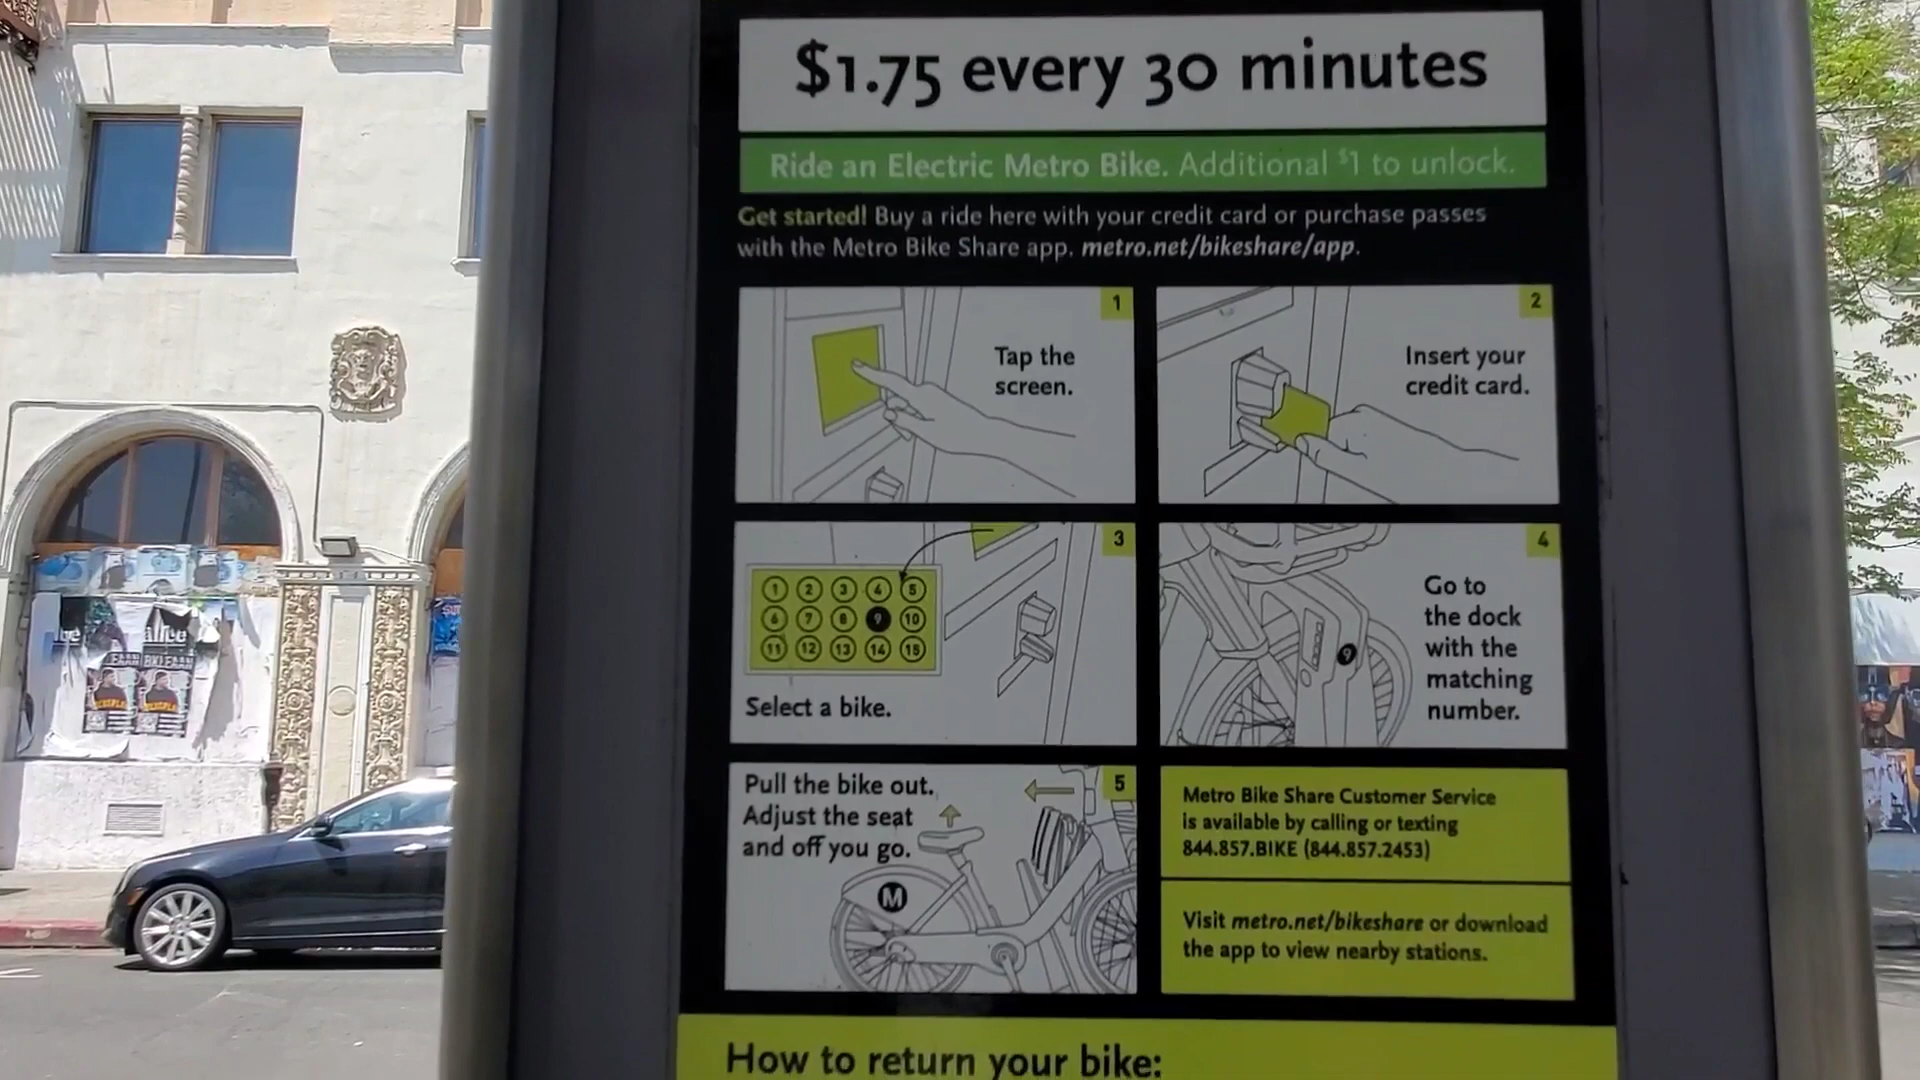 $1.75 every 30 minutes
Ride an Electric Metro Bike. Additional $1 to unlock.
Get started! Buy a ride here with your credit card or purchase passes
with the Metro Bike Share app. metro.net/bikeshare/app.
1
Tap the
screen.
2
Insert your
credit card.
3
1 2 3 4 5
6 7 8 9 10
11 12 13 14 15
Select a bike.
4
Go to
the dock
with the
matching
number.
9
5
Pull the bike out.
Adjust the seat
and off you go.
M
Metro Bike Share Customer Service
is available by calling or texting
844.857.BIKE (844.857.2453)
Visit metro.net/bikeshare or download
the app to view nearby stations.
How to return your bike: